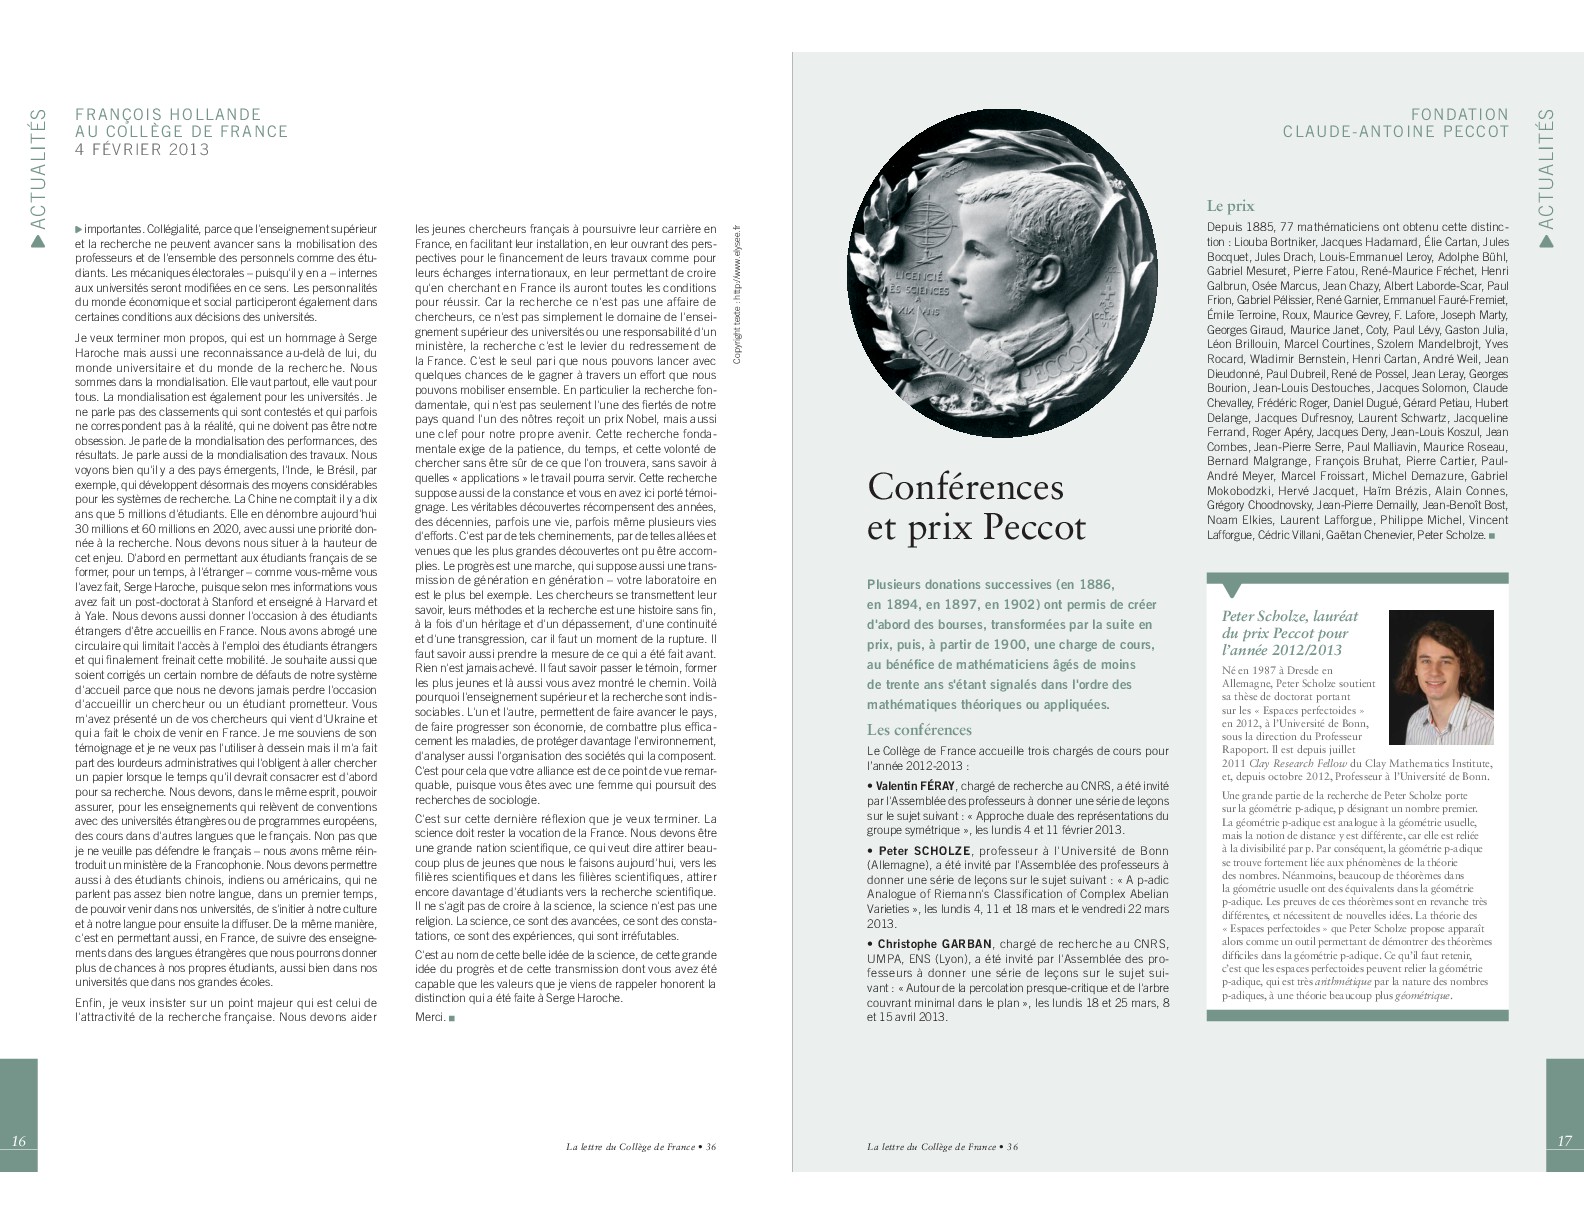 ACTUALITÉS
FRANÇOIS HOLLANDE
AU COLLÈGE DE FRANCE
4 FÉVRIER 2013
importantes. Collégialité, parce que l'enseignement supérieur
et la recherche ne peuvent avancer sans la mobilisation des
professeurs et de l'ensemble des personnels comme des étu-
diants. Les mécaniques électorales – puisqu'il y en a – internes
aux universités seront modifiées en ce sens. Les personnalités
du monde économique et social participeront également dans
certaines conditions aux décisions des universités.
Je veux terminer mon propos, qui est un hommage à Serge
Haroche mais aussi une reconnaissance au-delà de lui, du
monde universitaire et du monde de la recherche. Nous
sommes dans la mondialisation. Elle vaut partout, elle vaut pour
tous. La mondialisation est également pour les universités. Je
ne parle pas des classements qui sont contestés et qui parfois
ne correspondent pas à la réalité, qui ne doivent pas être notre
obsession. Je parle de la mondialisation des performances, des
résultats. Je parle aussi de la mondialisation des travaux. Nous
voyons bien qu'il y a des pays émergents, l'Inde, le Brésil, par
exemple, qui développent désormais des moyens considérables
pour les systèmes de recherche. La Chine ne comptait il y a dix
ans que 5 millions d'étudiants. Elle en dénombre aujourd'hui
30 millions et 60 millions en 2020, avec aussi une priorité don-
née à la recherche. Nous devons nous situer à la hauteur de
cet enjeu. D'abord en permettant aux étudiants français de se
former, pour un temps, à l'étranger – comme vous-même vous
l'avez fait, Serge Haroche, puisque selon mes informations vous
avez fait un post-doctorat à Stanford et enseigné à Harvard et
à Yale. Nous devons aussi donner l'occasion à des étudiants
étrangers d'être accueillis en France. Nous avons abrogé une
circulaire qui limitait l'accès à l'emploi des étudiants étrangers
et qui finalement freinait cette mobilité. Je souhaite aussi que
soient corrigés un certain nombre de défauts de notre système
d'accueil parce que nous ne devons jamais perdre l'occasion
d'accueillir un chercheur ou un étudiant prometteur. Vous
m'avez présenté un de vos chercheurs qui vient d'Ukraine et
qui a fait le choix de venir en France. Je me souviens de son
témoignage et je ne veux pas l'utiliser à dessein mais il m'a fait
part des lourdeurs administratives qui l'obligent à aller chercher
un papier lorsque le temps qu'il devrait consacrer est d'abord
pour sa recherche. Nous devons, dans le même esprit, pouvoir
assurer, pour les enseignements qui relèvent de conventions
avec des universités étrangères ou de programmes européens,
des cours dans d'autres langues que le français. Non pas que
je ne veuille pas défendre le français – nous avons même réin-
troduit un ministère de la Francophonie. Nous devons permettre
aussi à des étudiants chinois, indiens ou américains, qui ne
parlent pas assez bien notre langue, dans un premier temps,
de pouvoir venir dans nos universités, de s'initier à notre culture
et à notre langue pour ensuite la diffuser. De la même manière,
c'est en permettant aussi, en France, de suivre des enseigne-
ments dans des langues étrangères que nous pourrons donner
plus de chances à nos propres étudiants, aussi bien dans nos
universités que dans nos grandes écoles.
Enfin, je veux insister sur un point majeur qui est celui de
l'attractivité de la recherche française. Nous devons aider
les jeunes chercheurs français à poursuivre leur carrière en
France, en facilitant leur installation, en leur ouvrant des pers-
pectives pour le financement de leurs travaux comme pour
leurs échanges internationaux, en leur permettant de croire
qu'en cherchant en France ils auront toutes les conditions
pour réussir. Car la recherche ce n'est pas une affaire de
chercheurs, ce n'est pas simplement le domaine de l'ensei-
gnement supérieur des universités ou une responsabilité d'un
ministère, la recherche c'est le levier du redressement de
la France. C'est le seul pari que nous pouvons lancer avec
quelques chances de le gagner à travers un effort que nous
pouvons mobiliser ensemble. En particulier la recherche fon-
damentale, qui n'est pas seulement l'une des fiertés de notre
pays quand l'un des nôtres reçoit un prix Nobel, mais aussi
une clef pour notre propre avenir. Cette recherche fonda-
mentale exige de la patience, du temps, et cette volonté de
chercher sans être sûr de ce que l'on trouvera, sans savoir à
quelles « applications » le travail pourra servir. Cette recherche
suppose aussi de la constance et vous en avez ici porté témoi-
gnage. Les véritables découvertes récompensent des années,
des décennies, parfois une vie, parfois même plusieurs vies
d'efforts. C'est par de tels cheminements, par de telles allées et
venues que les plus grandes découvertes ont pu être accom-
plies. Le progrès est une marche, qui suppose aussi une trans-
mission de génération en génération – votre laboratoire en
est le plus bel exemple. Les chercheurs se transmettent leur
savoir, leurs méthodes et la recherche est une histoire sans fin,
à la fois d'un héritage et d'un dépassement, d'une continuité
et d'une transgression, car il faut un moment de la rupture. Il
faut savoir aussi prendre la mesure de ce qui a été fait avant.
Rien n'est jamais achevé. Il faut savoir passer le témoin, former
les plus jeunes et là aussi vous avez montré le chemin. Voilà
pourquoi l'enseignement supérieur et la recherche sont indis-
sociables. L'un et l'autre, permettent de faire avancer le pays,
de faire progresser son économie, de combattre plus effica-
cement les maladies, de protéger davantage l'environnement,
d'analyser aussi l'organisation des sociétés qui la composent.
C'est pour cela que votre alliance est de ce point de vue remar-
quable, puisque vous êtes avec une femme qui poursuit des
recherches de sociologie.
C'est sur cette dernière réflexion que je veux terminer. La
science doit rester la vocation de la France. Nous devons être
une grande nation scientifique, ce qui veut dire attirer beau-
coup plus de jeunes que nous le faisons aujourd'hui, vers les
filières scientifiques et dans les filières scientifiques, attirer
encore davantage d'étudiants vers la recherche scientifique.
Il ne s'agit pas de croire à la science, la science n'est pas une
religion. La science, ce sont des avancées, ce sont des consta-
tations, ce sont des expériences, qui sont irréfutables.
C'est au nom de cette belle idée de la science, de cette grande
idée du progrès et de cette transmission dont vous avez été
capable que les valeurs que je viens de rappeler honorent la
distinction qui a été faite à Serge Haroche.
Merci.
Copyright texte : http://www.elysee.fr
16
La lettre du Collège de France • 36
FONDATION
CLAUDE-ANTOINE PECCOT
ACTUALITÉS
LICENCIÉ
ÈS SCIENCES
A
XIX ANS
CLAUDE ANTOINE PECCOT
Conférences
et prix Peccot
Plusieurs donations successives (en 1886,
en 1894, en 1897, en 1902) ont permis de créer
d'abord des bourses, transformées par la suite en
prix, puis, à partir de 1900, une charge de cours,
au bénéfice de mathématiciens âgés de moins
de trente ans s'étant signalés dans l'ordre des
mathématiques théoriques ou appliquées.
Les conférences
Le Collège de France accueille trois chargés de cours pour
l'année 2012-2013 :
• Valentin FÉRAY, chargé de recherche au CNRS, a été invité
par l'Assemblée des professeurs à donner une série de leçons
sur le sujet suivant : « Approche duale des représentations du
groupe symétrique », les lundis 4 et 11 février 2013.
• Peter SCHOLZE, professeur à l'Université de Bonn
(Allemagne), a été invité par l'Assemblée des professeurs à
donner une série de leçons sur le sujet suivant : « A p-adic
Analogue of Riemann's Classification of Complex Abelian
Varieties », les lundis 4, 11 et 18 mars et le vendredi 22 mars
2013.
• Christophe GARBAN, chargé de recherche au CNRS,
UMPA, ENS (Lyon), a été invité par l'Assemblée des pro-
fesseurs à donner une série de leçons sur le sujet sui-
vant : « Autour de la percolation presque-critique et de l'arbre
couvrant minimal dans le plan », les lundis 18 et 25 mars, 8
et 15 avril 2013.
Le prix
Depuis 1885, 77 mathématiciens ont obtenu cette distinc-
tion : Liouba Bortniker, Jacques Hadamard, Élie Cartan, Jules
Bocquet, Jules Drach, Louis-Emmanuel Leroy, Adolphe Bühl,
Gabriel Mesuret, Pierre Fatou, René-Maurice Fréchet, Henri
Galbrun, Osée Marcus, Jean Chazy, Albert Laborde-Scar, Paul
Frion, Gabriel Pélissier, René Garnier, Emmanuel Fauré-Fremiet,
Émile Terroine, Roux, Maurice Gevrey, F. Lafore, Joseph Marty,
Georges Giraud, Maurice Janet, Coty, Paul Lévy, Gaston Julia,
Léon Brillouin, Marcel Courtines, Szolem Mandelbrojt, Yves
Rocard, Wladimir Bernstein, Henri Cartan, André Weil, Jean
Dieudonné, Paul Dubreil, René de Possel, Jean Leray, Georges
Bourion, Jean-Louis Destouches, Jacques Solomon, Claude
Chevalley, Frédéric Roger, Daniel Dugué, Gérard Petiau, Hubert
Delange, Jacques Dufresnoy, Laurent Schwartz, Jacqueline
Ferrand, Roger Apéry, Jacques Deny, Jean-Louis Koszul, Jean
Combes, Jean-Pierre Serre, Paul Malliavin, Maurice Roseau,
Bernard Malgrange, François Bruhat, Pierre Cartier, Paul-
André Meyer, Marcel Froissart, Michel Demazure, Gabriel
Mokobodzki, Hervé Jacquet, Haïm Brézis, Alain Connes,
Grégory Choodnovsky, Jean-Pierre Demailly, Jean-Benoît Bost,
Noam Elkies, Laurent Lafforgue, Philippe Michel, Vincent
Lafforgue, Cédric Villani, Gaëtan Chenevier, Peter Scholze.
Peter Scholze, lauréat
du prix Peccot pour
l'année 2012/2013
Né en 1987 à Dresde en
Allemagne, Peter Scholze soutient
sa thèse de doctorat portant
sur les « Espaces perfectoides »
en 2012, à l'Université de Bonn,
sous la direction du Professeur
Rapoport. Il est depuis juillet
2011 Clay Research Fellow du Clay Mathematics Institute,
et, depuis octobre 2012, Professeur à l'Université de Bonn.
Une grande partie de la recherche de Peter Scholze porte
sur la géométrie p-adique, p désignant un nombre premier.
La géométrie p-adique est analogue à la géométrie usuelle,
mais la notion de distance y est différente, car elle est reliée
à la divisibilité par p. Par conséquent, la géométrie p-adique
se trouve fortement liée aux phénomènes de la théorie
des nombres. Néanmoins, beaucoup de théorèmes dans
la géométrie usuelle ont des équivalents dans la géométrie
p-adique. Les preuves de ces théorèmes sont en revanche très
différentes, et nécessitent de nouvelles idées. La théorie des
« Espaces perfectoides » que Peter Scholze propose apparaît
alors comme un outil permettant de démontrer des théorèmes
difficiles dans la géométrie p-adique. Ce qu'il faut retenir,
c'est que les espaces perfectoides peuvent relier la géométrie
p-adique, qui est très arithmétique par la nature des nombres
p-adiques, à une théorie beaucoup plus géométrique.
La lettre du Collège de France • 36
17